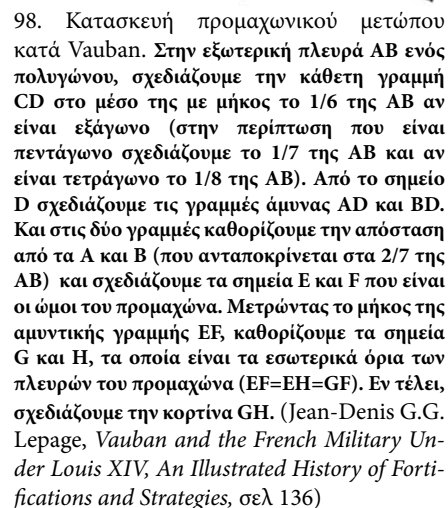 98. Κατασκευή προμαχωνικού μετώπου
κατά Vauban. Στην εξωτερική πλευρά ΑΒ ενός
πολυγώνου, σχεδιάζουμε την κάθετη γραμμή
CD στο μέσο της με μήκος το 1/6 της ΑΒ αν
είναι εξάγωνο (στην περίπτωση που είναι
πεντάγωνο σχεδιάζουμε το 1/7 της ΑΒ και αν
είναι τετράγωνο το 1/8 της ΑΒ). Από το σημείο
D σχεδιάζουμε τις γραμμές άμυνας AD και BD.
Και στις δύο γραμμές καθορίζουμε την απόσταση
από τα Α και Β (που ανταποκρίνεται στα 2/7 της
ΑΒ) και σχεδιάζουμε τα σημεία Ε και F που είναι
οι ώμοι του προμαχώνα. Μετρώντας το μήκος της
αμυντικής γραμμής EF, καθορίζουμε τα σημεία
G και H, τα οποία είναι τα εσωτερικά όρια των
πλευρών του προμαχώνα (EF=EH=GF). Εν τέλει,
σχεδιάζουμε την κορτίνα GH. (Jean-Denis G.G.
Lepage, Vauban and the French Military Un-
der Louis XIV, An Illustrated History of Forti-
fications and Strategies, σελ 136)